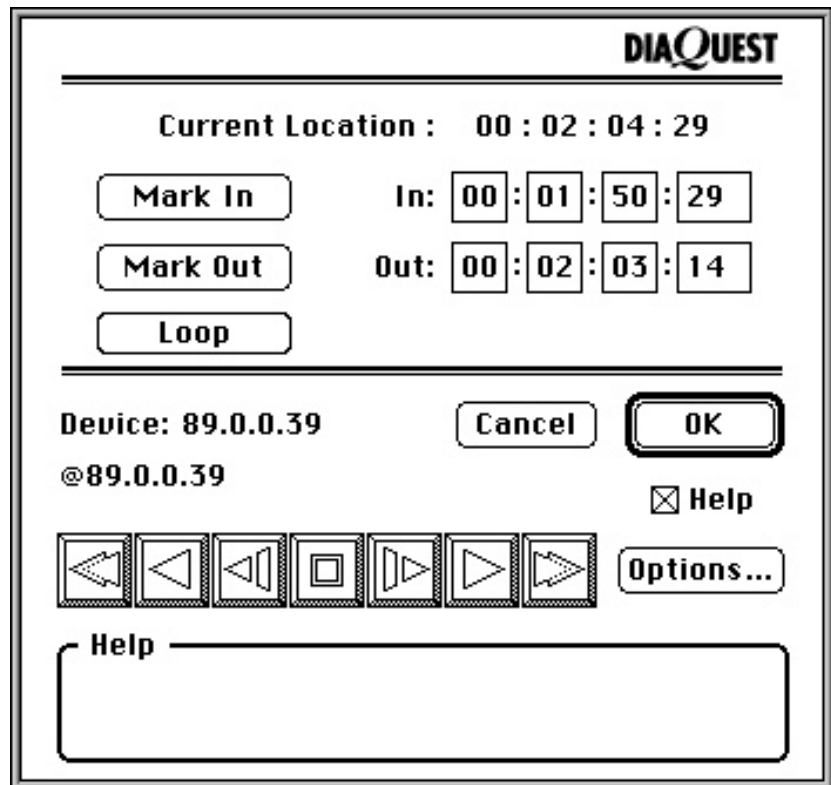 DIAQUEST
Current Location : 00 : 02 : 04 : 29
Mark In In: 00 : 01 : 50 : 29
Mark Out Out: 00 : 02 : 03 : 14
Loop
Device: 89.0.0.39 Cancel OK
@89.0.0.39
Help
Options...
Help